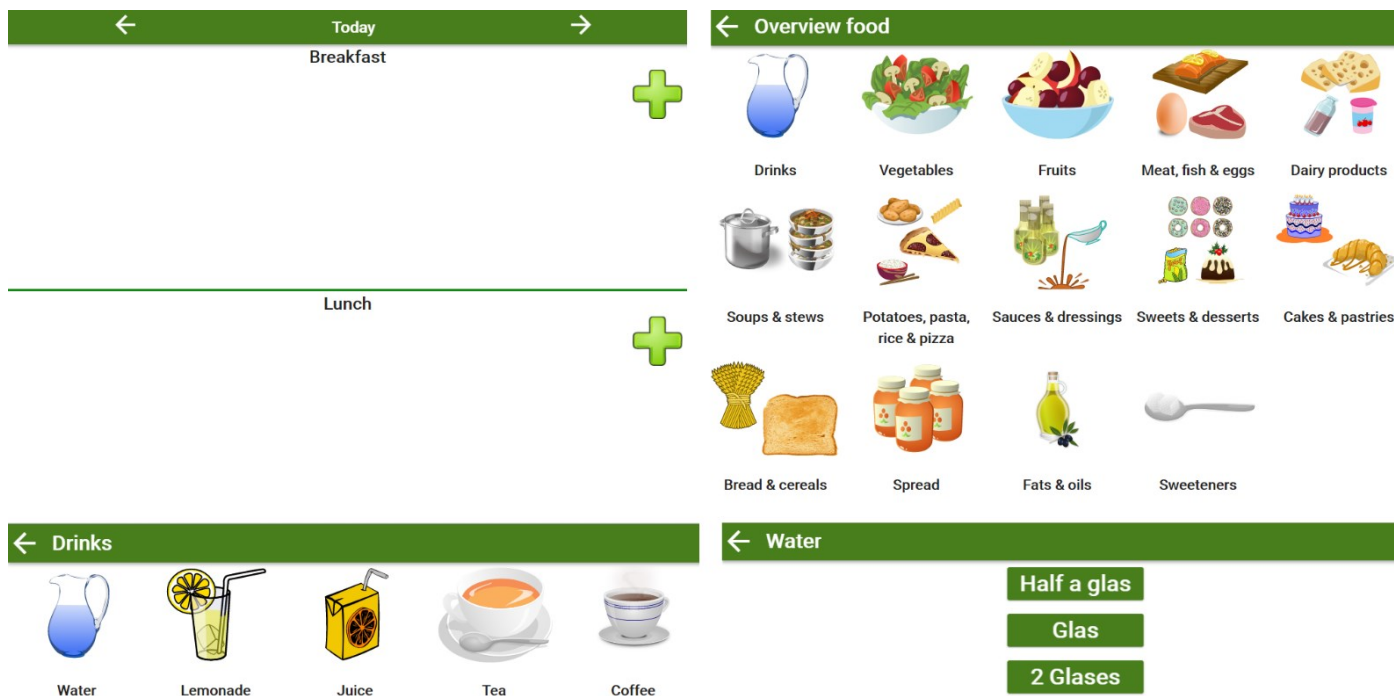 Today
Breakfast
Lunch
Overview food
Drinks
Vegetables
Fruits
Meat, fish & eggs
Dairy products
Soups & stews
Potatoes, pasta,
rice & pizza
Sauces & dressings
Sweets & desserts
Cakes & pastries
Bread & cereals
Spread
Fats & oils
Sweeteners
Drinks
Water
Lemonade
Juice
Tea
Coffee
Water
Half a glas
Glas
2 Glases